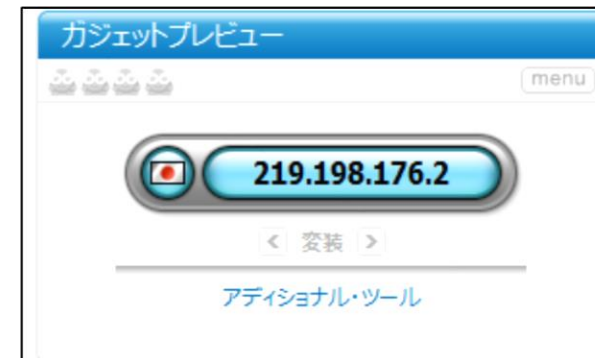 ガジェットプレビュー
menu
219.198.176.2
< 変装 >
アディショナル・ツール